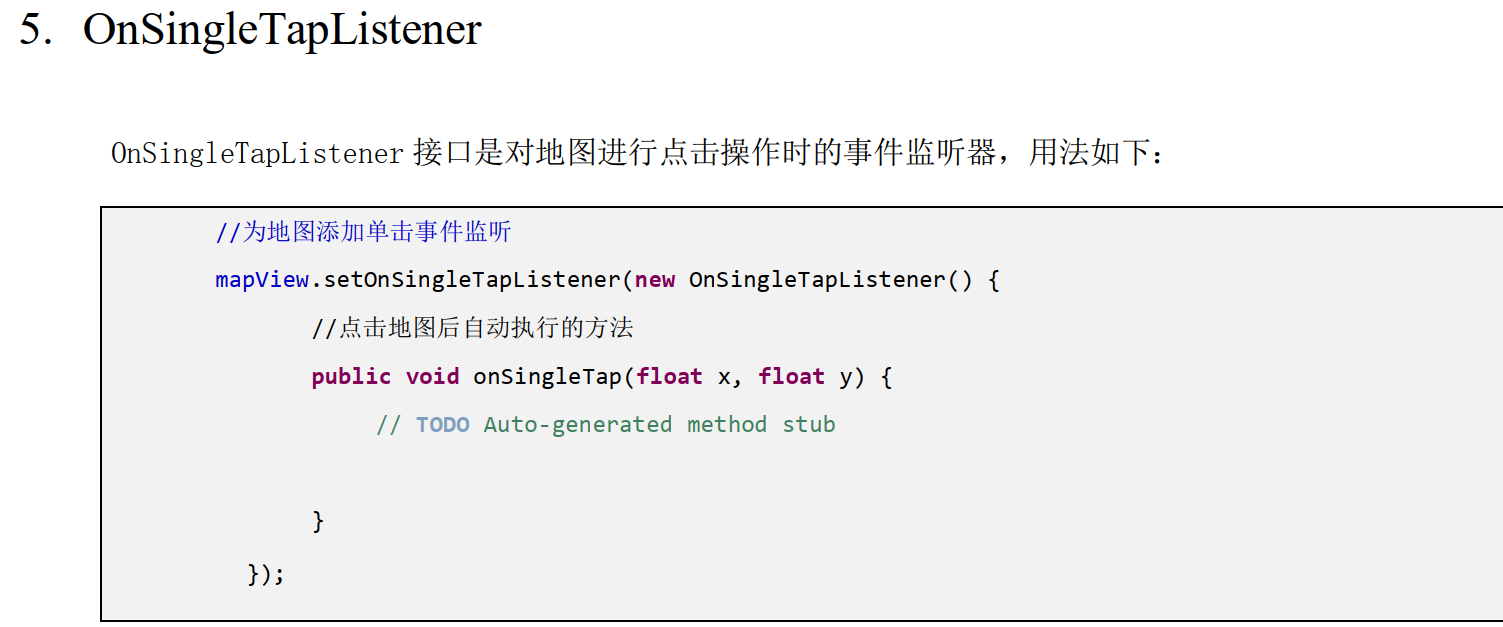 5. OnSingleTapListener
OnSingleTapListener 接口是对地图进行点击操作时的事件监听器，用法如下：
//为地图添加单击事件监听
mapView.setOnSingleTapListener(new OnSingleTapListener() {
//点击地图后自动执行的方法
public void onSingleTap(float x, float y) {
// TODO Auto-generated method stub
}
});